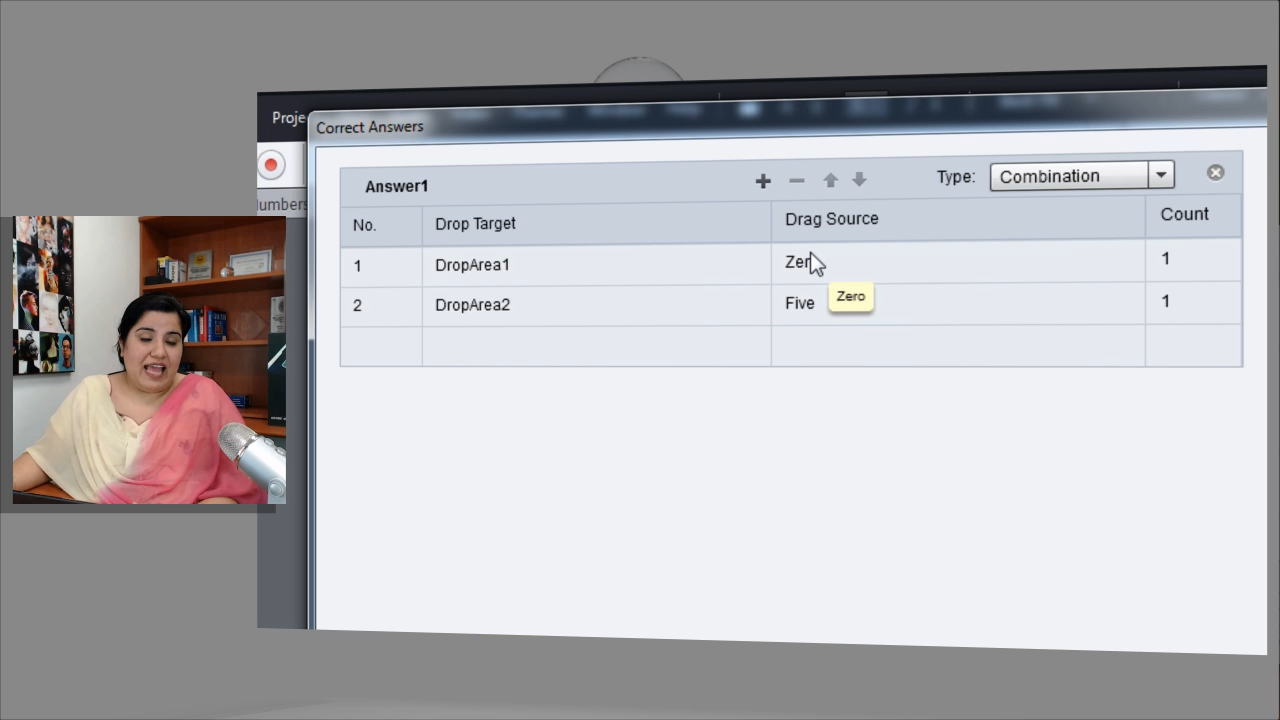 Proje
Correct Answers
Answer1
Type:
Combination
umbers
No.
Drop Target
Drag Source
Count
1
DropArea1
Zer
1
Zero
2
DropArea2
Five
1